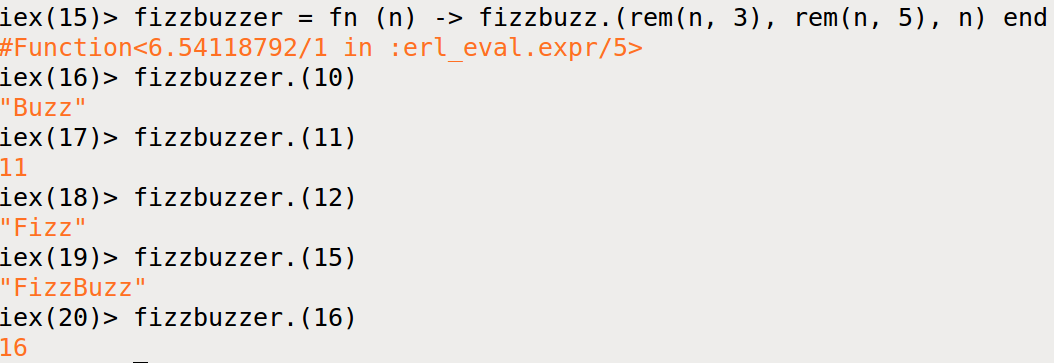 iex(15)> fizzbuzzer = fn (n) -> fizzbuzz.(rem(n, 3), rem(n, 5), n) end
#Function<6.54118792/1 in :erl_eval.expr/5>
iex(16)> fizzbuzzer.(10)
"Buzz"
iex(17)> fizzbuzzer.(11)
11
iex(18)> fizzbuzzer.(12)
"Fizz"
iex(19)> fizzbuzzer.(15)
"FizzBuzz"
iex(20)> fizzbuzzer.(16)
16